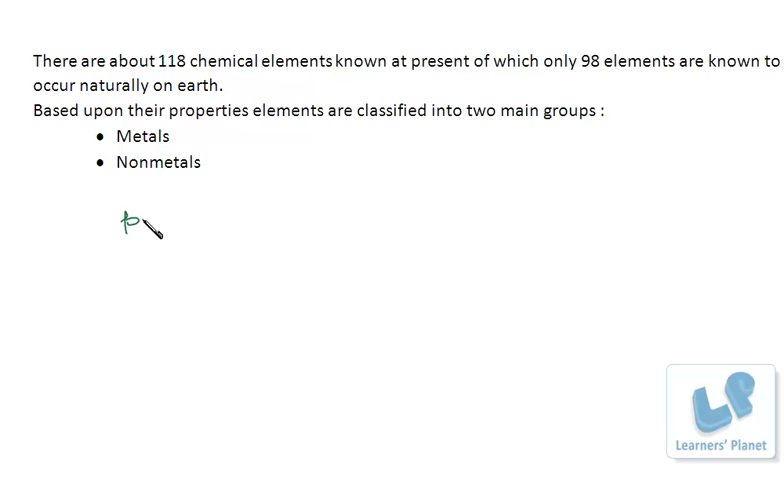 There are about 118 chemical elements known at present of which only 98 elements are known to
occur naturally on earth.
Based upon their properties elements are classified into two main groups :
• Metals
• Nonmetals
p
LP
Learners' Planet